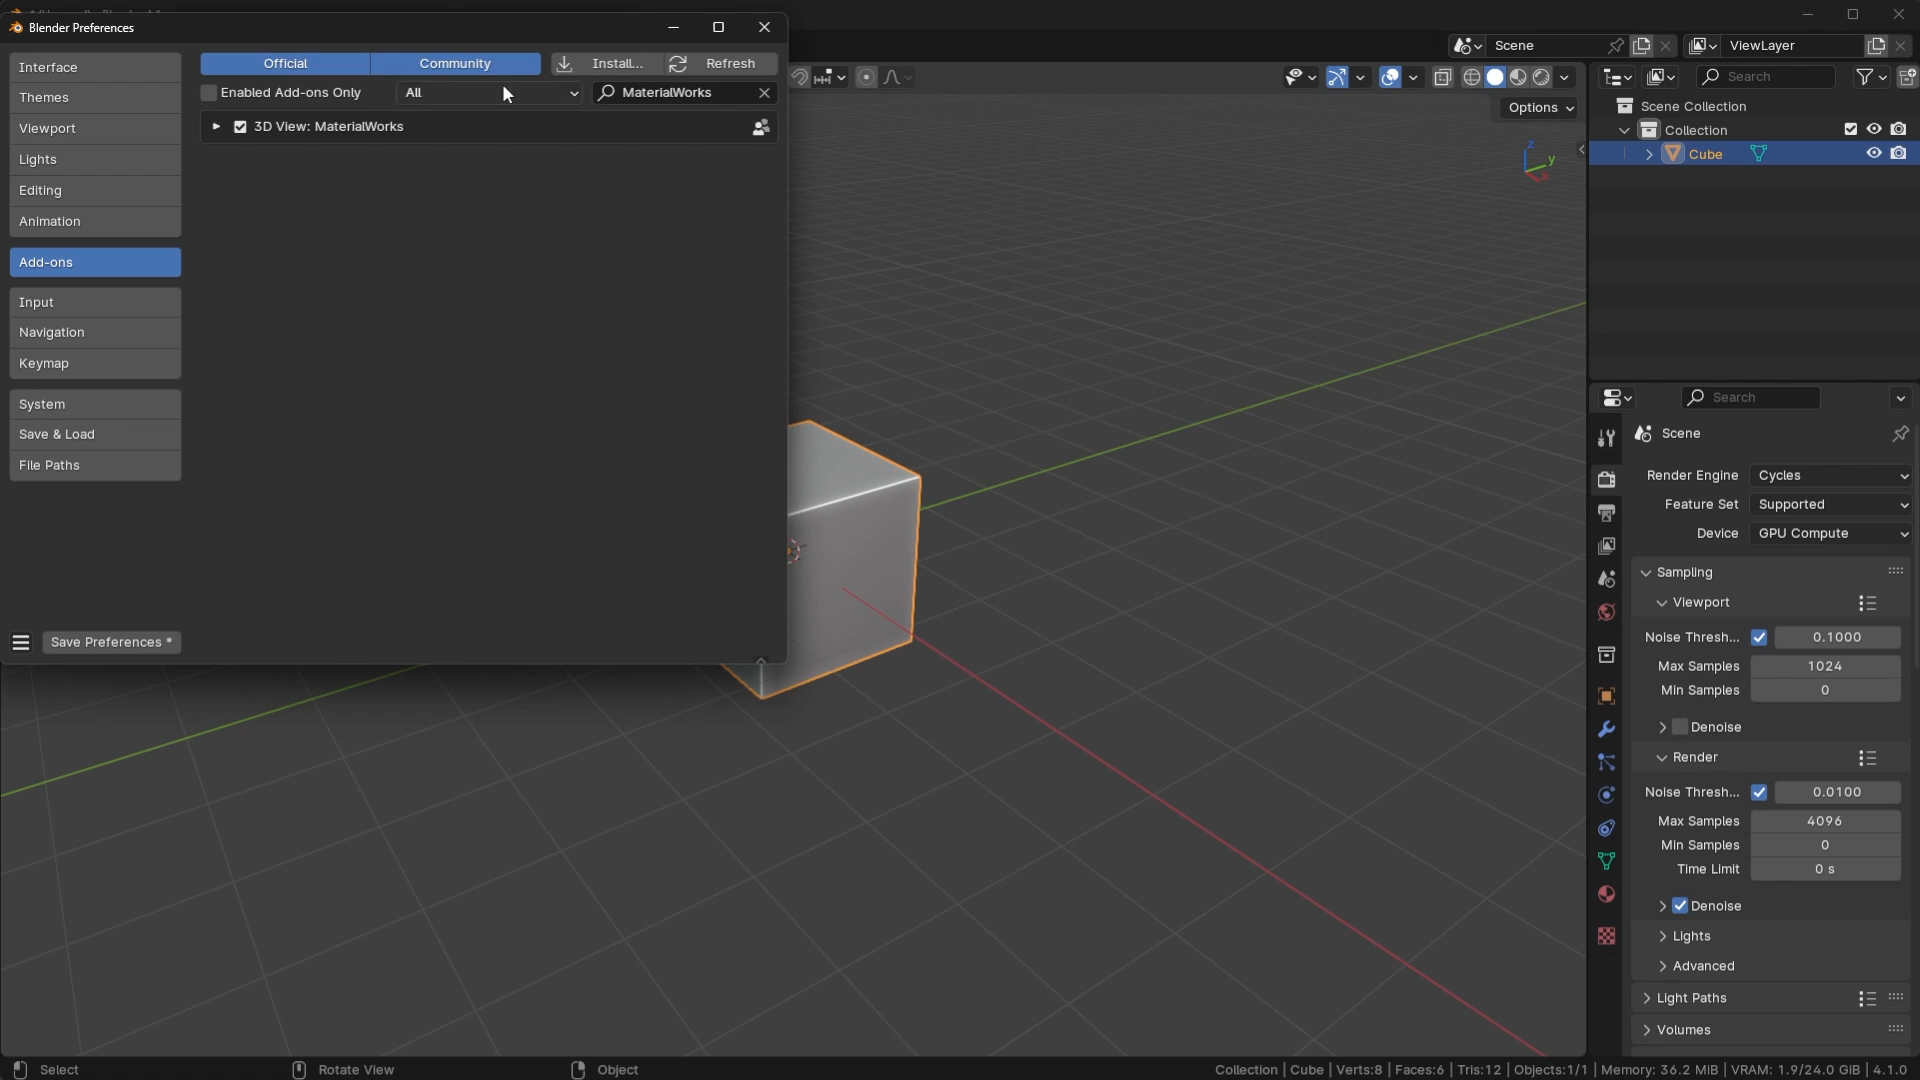 Blender Preferences
Interface
Themes
Viewport
Lights
Editing
Animation
Add-ons
Input
Navigation
Keymap
System
Save & Load
File Paths
Save Preferences *
Official
Community
Install...
Refresh
Enabled Add-ons Only
All
MaterialWorks
3D View: MaterialWorks
Scene
ViewLayer
Options
z
y
x
Search
Scene Collection
Collection
Cube
Search
Scene
Render Engine Cycles
Feature Set Supported
Device GPU Compute
Sampling
Viewport
Noise Thresh... 0.1000
Max Samples 1024
Min Samples 0
Denoise
Render
Noise Thresh... 0.0100
Max Samples 4096
Min Samples 0
Time Limit 0 s
Denoise
Lights
Advanced
Light Paths
Volumes
Select
Rotate View
Object
Collection | Cube | Verts:8 | Faces:6 | Tris:12 | Objects:1/1 | Memory: 36.2 MiB | VRAM: 1.9/24.0 GiB | 4.1.0